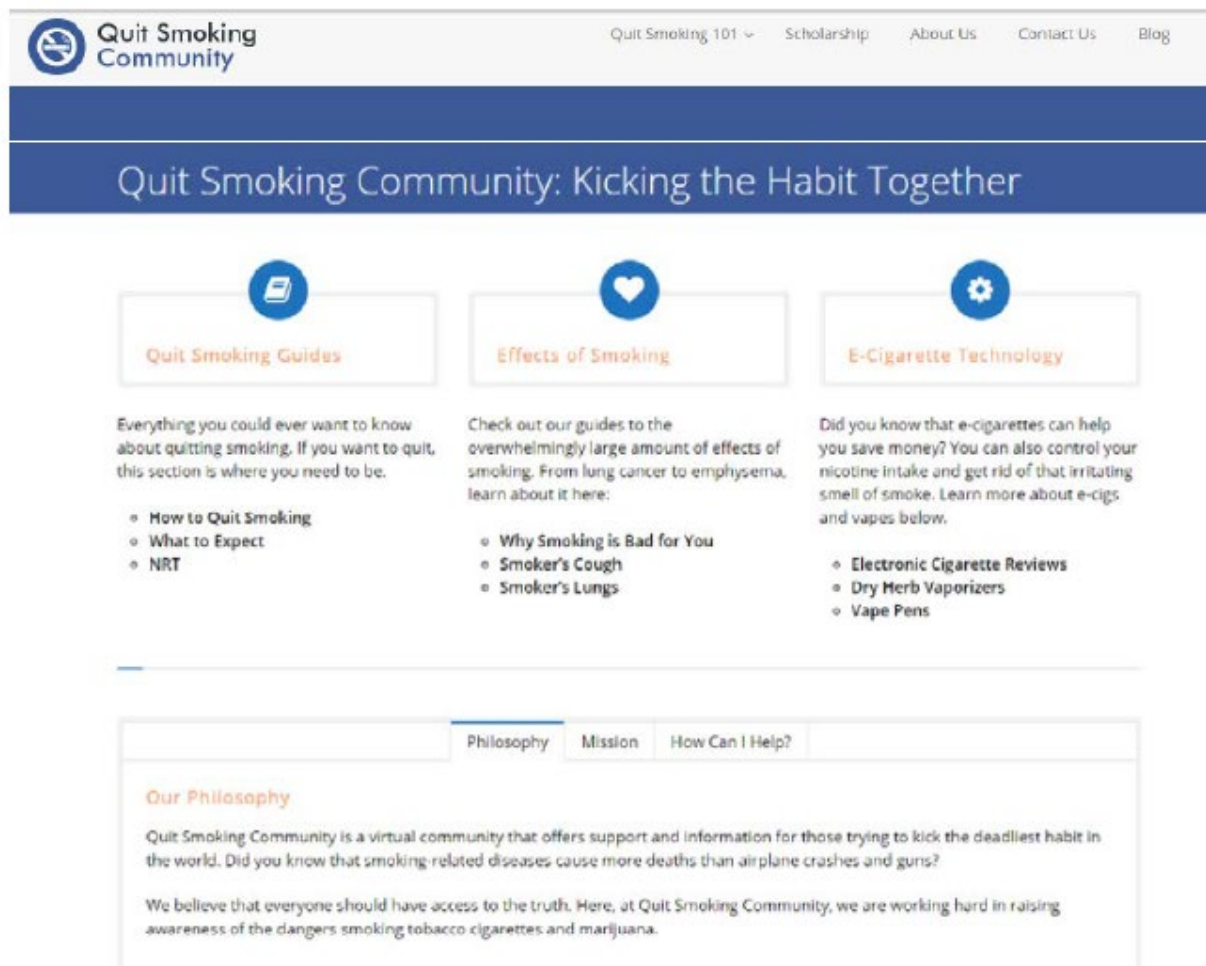 Quit Smoking
Community
Quit Smoking 101
Scholarship
About Us
Contact Us
Blog
Quit Smoking Community: Kicking the Habit Together
Quit Smoking Guides
Everything you could ever want to know
about quitting smoking. If you want to quit,
this section is where you need to be.
How to Quit Smoking
What to Expect
NRT
Effects of Smoking
Check out our guides to the
overwhelmingly large amount of effects of
smoking. From lung cancer to emphysema,
learn about it here:
Why Smoking is Bad for You
Smoker's Cough
Smoker's Lungs
E-Cigarette Technology
Did you know that e-cigarettes can help
you save money? You can also control your
nicotine intake and get rid of that irritating
smell of smoke. Learn more about e-cigs
and vapes below.
Electronic Cigarette Reviews
Dry Herb Vaporizers
Vape Pens
Philosophy
Mission
How Can I Help?
Our Philosophy
Quit Smoking Community is a virtual community that offers support and information for those trying to kick the deadliest habit in
the world. Did you know that smoking-related diseases cause more deaths than airplane crashes and guns?
We believe that everyone should have access to the truth. Here, at Quit Smoking Community, we are working hard in raising
awareness of the dangers smoking tobacco cigarettes and marijuana.